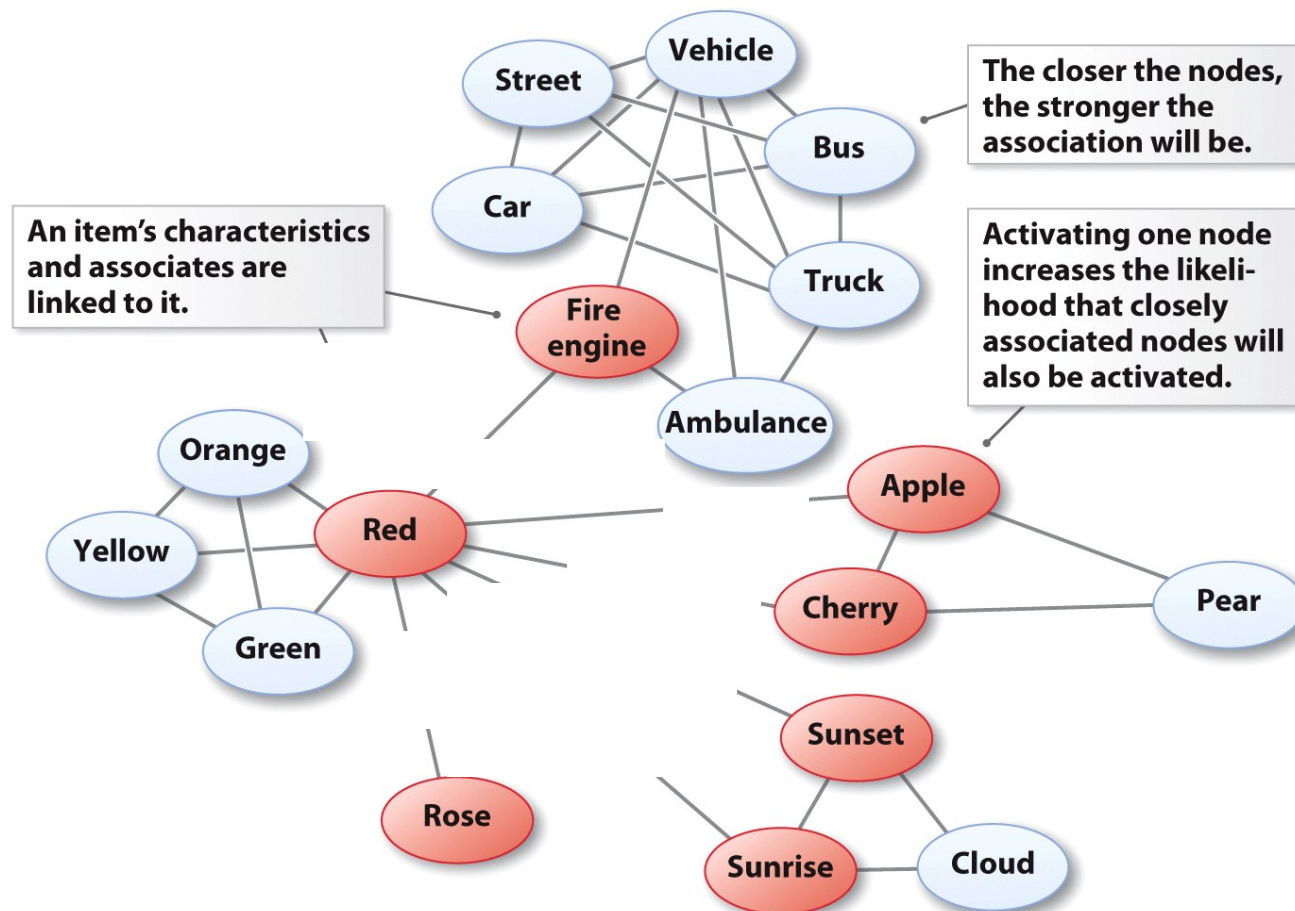 Vehicle
Street
The closer the nodes,
the stronger the
association will be.
Bus
Car
An item's characteristics
and associates are
linked to it.
Activating one node
increases the likeli-
hood that closely
associated nodes will
also be activated.
Truck
Fire
engine
Ambulance
Orange
Apple
Red
Yellow
Cherry
Pear
Green
Sunset
Rose
Sunrise
Cloud